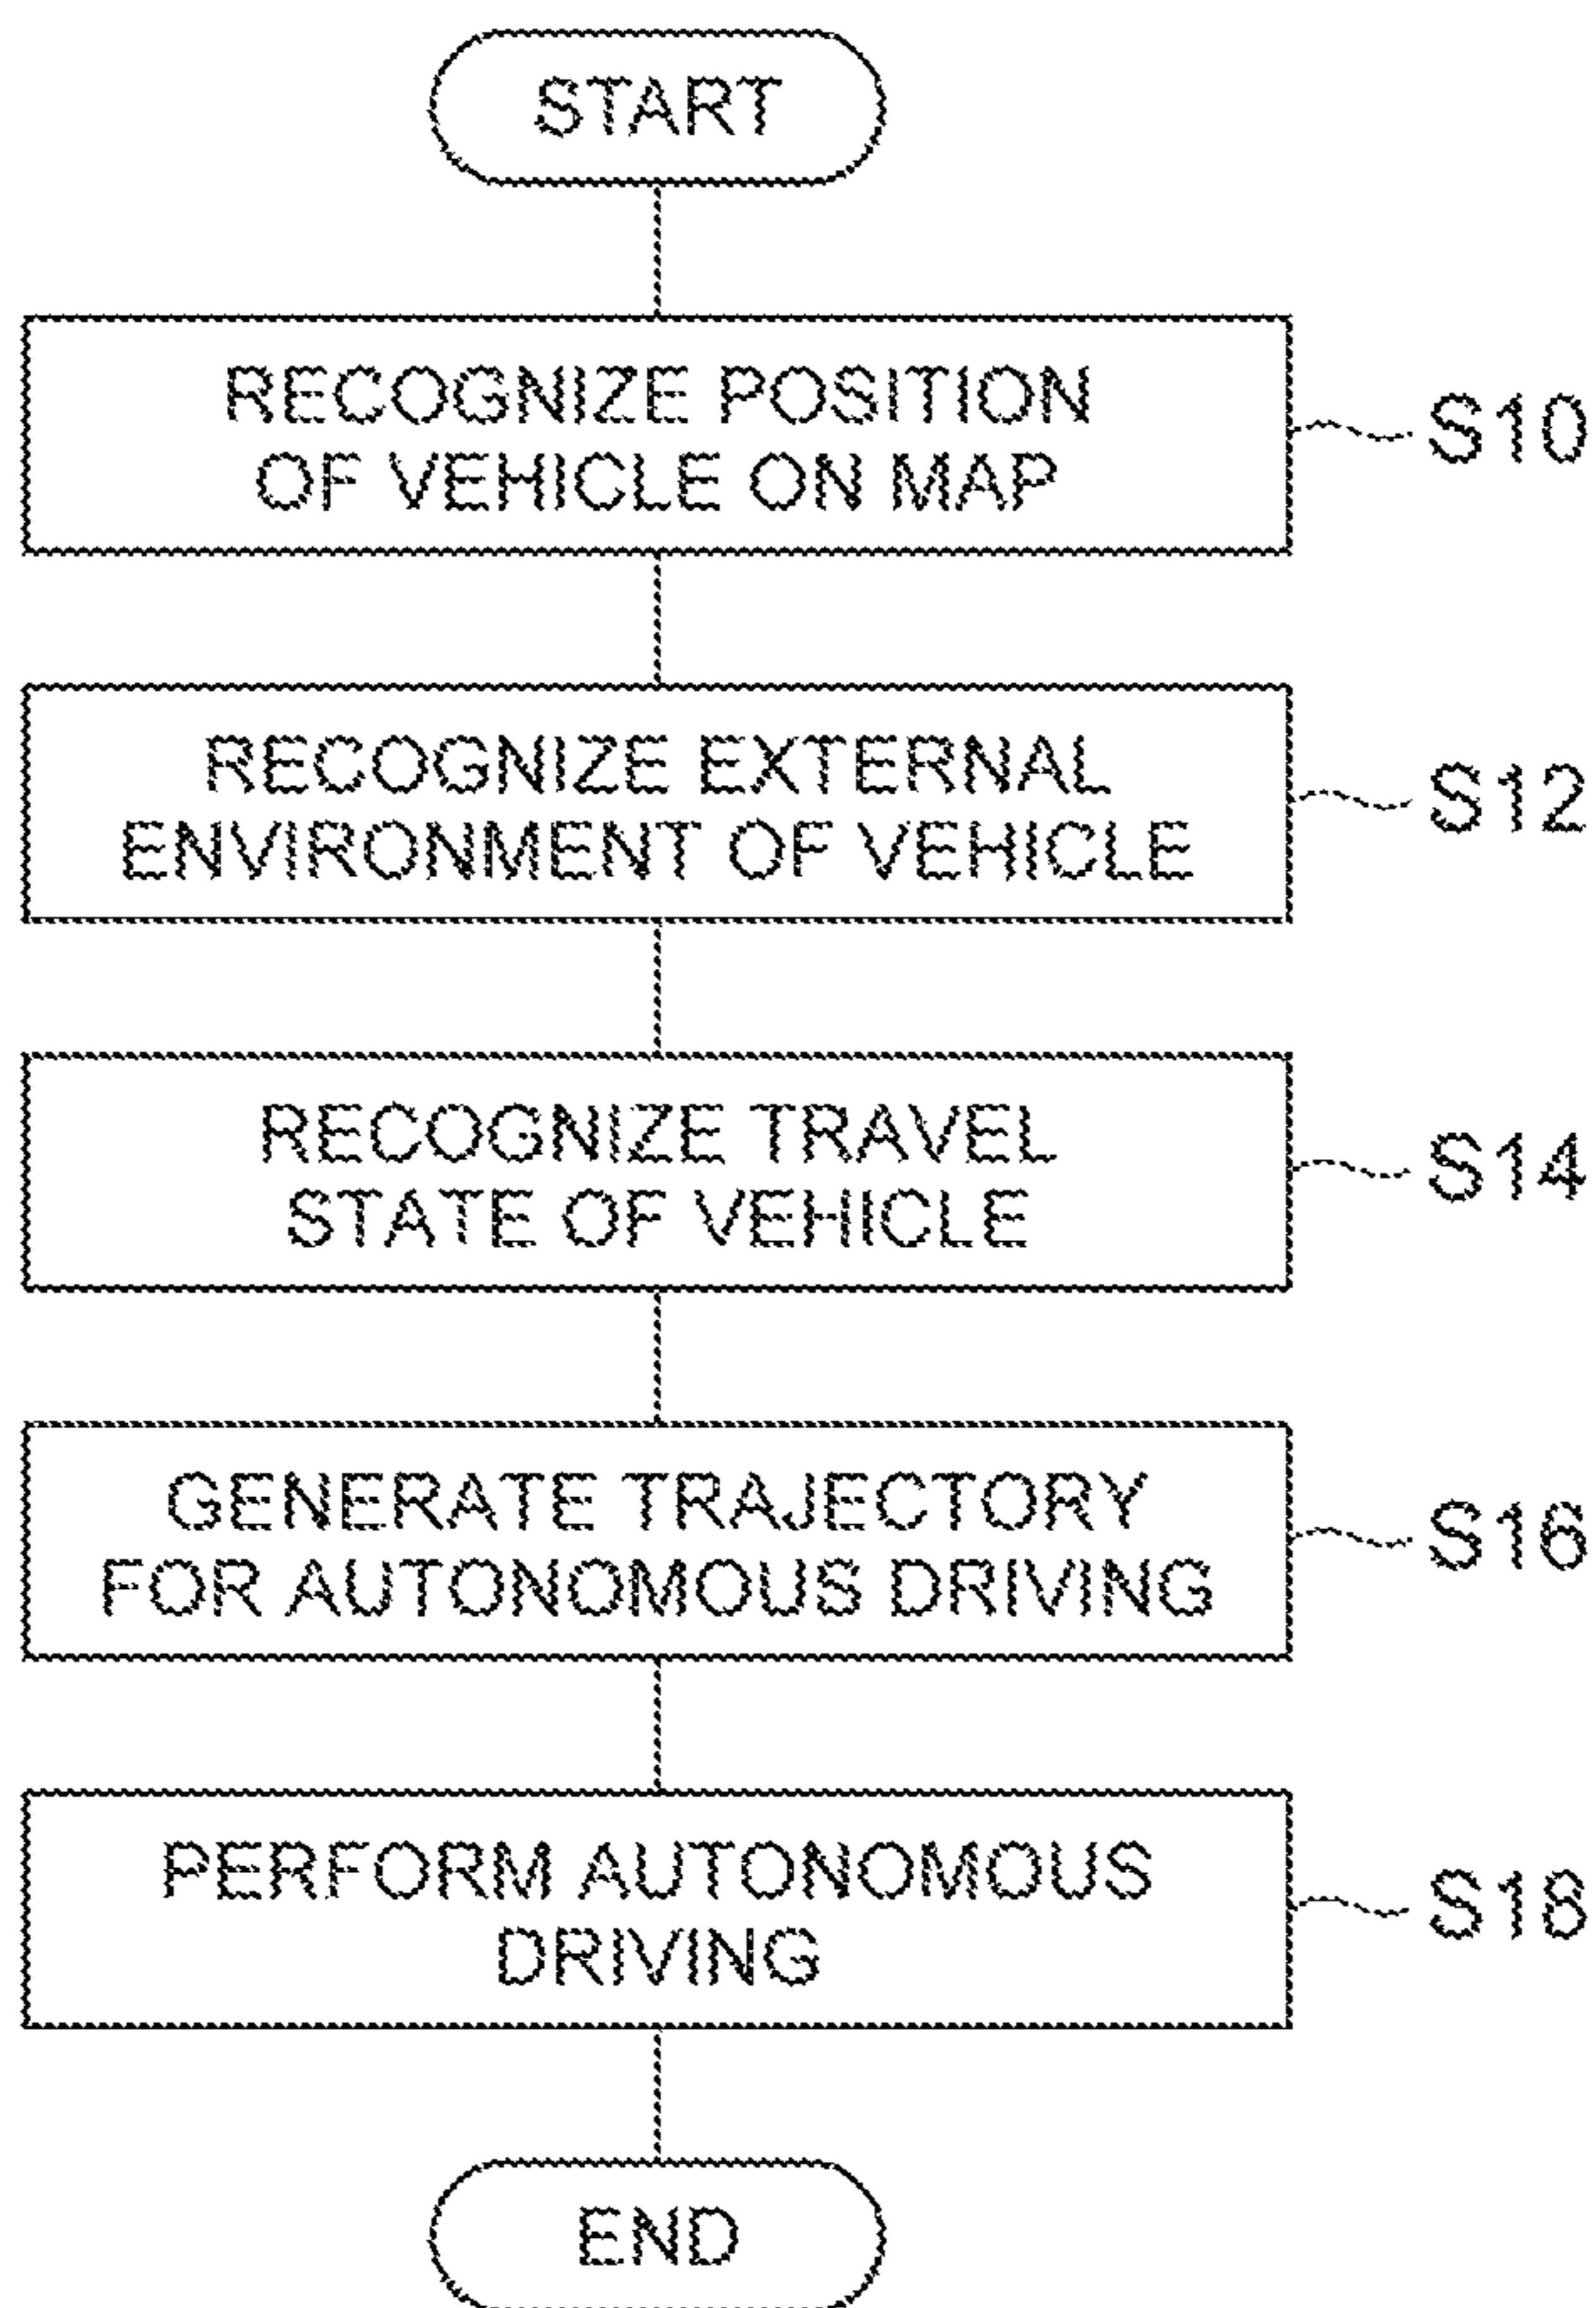 START
RECOGNIZE POSITION
OF VEHICLE ON MAP
S10
RECOGNIZE EXTERNAL
ENVIRONMENT OF VEHICLE
S12
RECOGNIZE TRAVEL
STATE OF VEHICLE
S14
GENERATE TRAJECTORY
FOR AUTONOMOUS DRIVING
S16
PERFORM AUTONOMOUS
DRIVING
S18
END